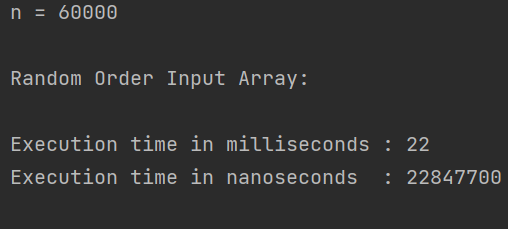 n = 60000
Random Order Input Array:
Execution time in milliseconds : 22
Execution time in nanoseconds  : 22847700